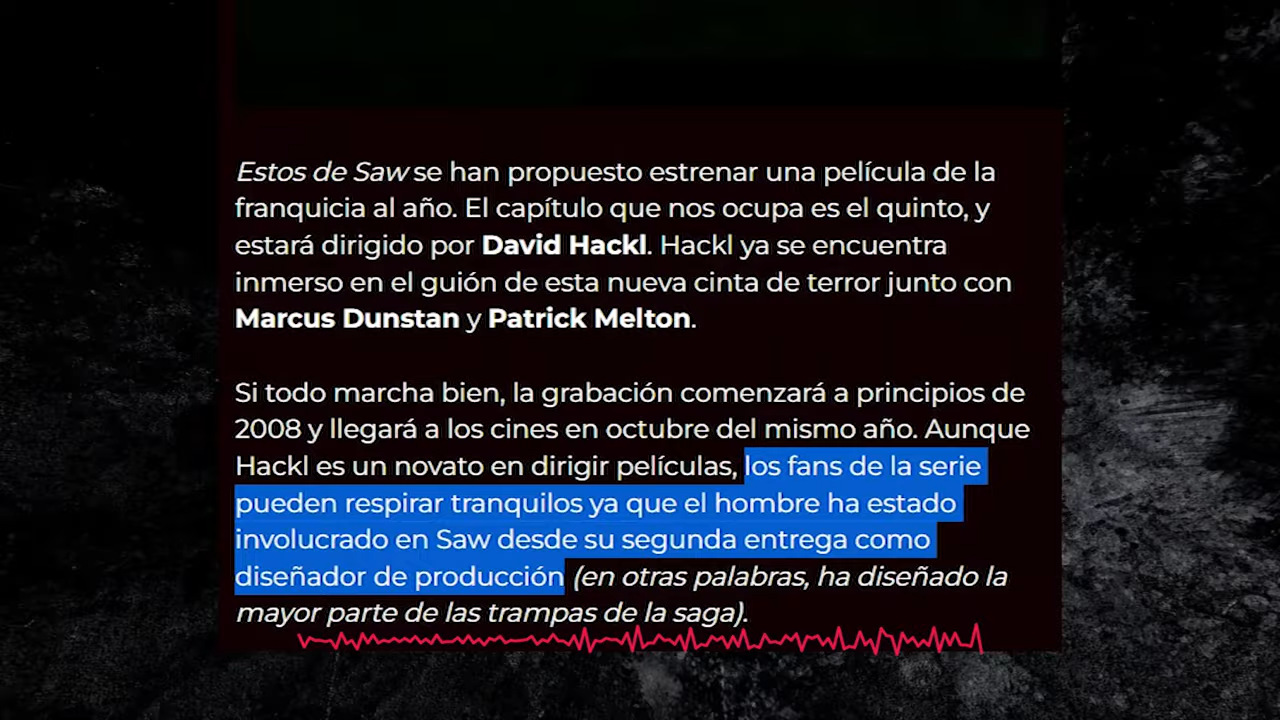 Estos de Saw se han propuesto estrenar una película de la
franquicia al año. El capítulo que nos ocupa es el quinto, y
estará dirigido por David Hackl. Hackl ya se encuentra
inmerso en el guión de esta nueva cinta de terror junto con
Marcus Dunstan y Patrick Melton.
Si todo marcha bien, la grabación comenzará a principios de
2008 y llegará a los cines en octubre del mismo año. Aunque
Hackl es un novato en dirigir películas, los fans de la serie
pueden respirar tranquilos ya que el hombre ha estado
involucrado en Saw desde su segunda entrega como
diseñador de producción (en otras palabras, ha diseñado la
mayor parte de las trampas de la saga).